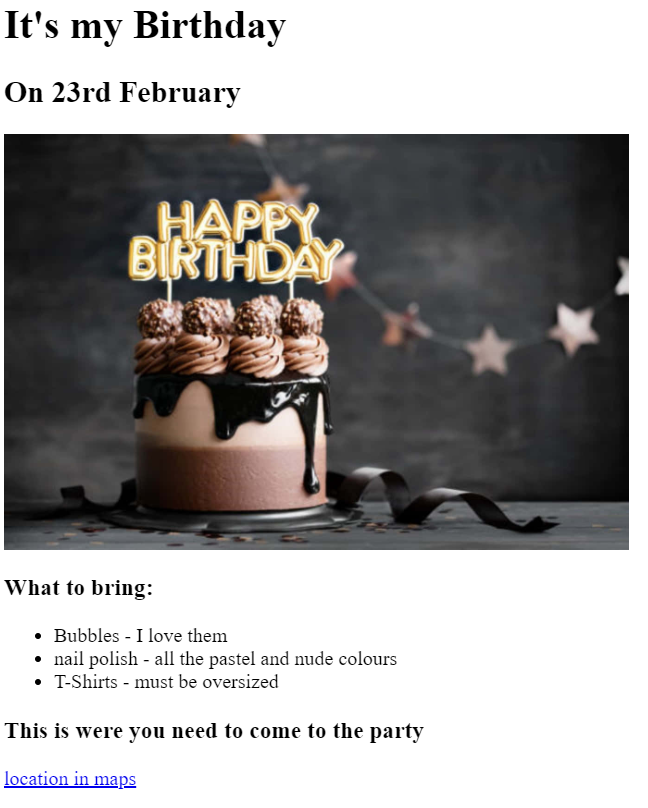 It's my Birthday
On 23rd February
HAPPY
BIRTHDAY
What to bring:
Bubbles - I love them
nail polish - all the pastel and nude colours
T-Shirts - must be oversized
This is were you need to come to the party
location in maps